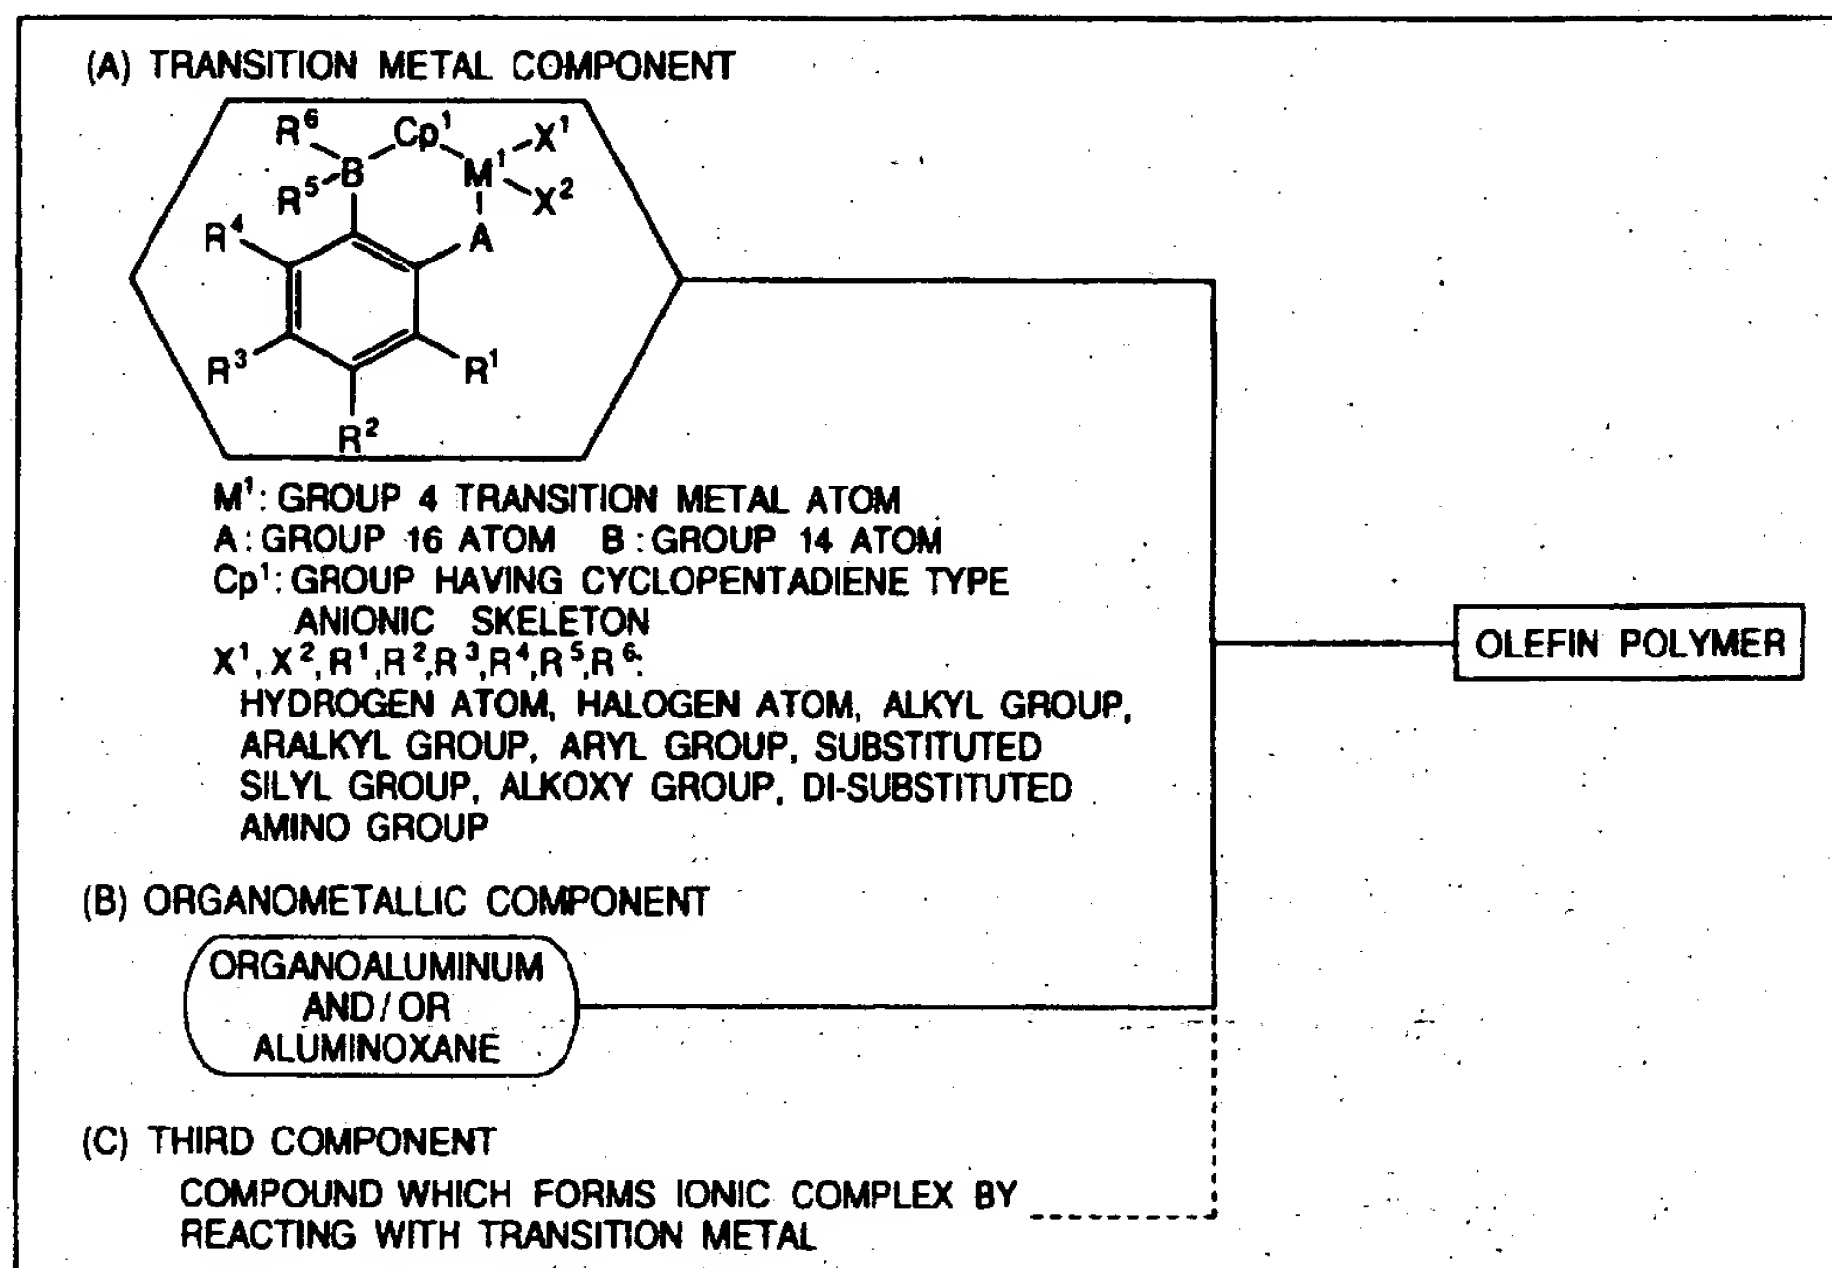 (A) TRANSITION METAL COMPONENT
R⁶ Cp¹ X¹
B M¹
R⁵ X²
R⁴ A
R³ R¹
R²
M¹: GROUP 4 TRANSITION METAL ATOM
A: GROUP 16 ATOM B: GROUP 14 ATOM
Cp¹: GROUP HAVING CYCLOPENTADIENE TYPE
ANIONIC SKELETON
X¹, X², R¹, R², R³, R⁴, R⁵, R⁶:
HYDROGEN ATOM, HALOGEN ATOM, ALKYL GROUP,
ARALKYL GROUP, ARYL GROUP, SUBSTITUTED
SILYL GROUP, ALKOXY GROUP, DI-SUBSTITUTED
AMINO GROUP
OLEFIN POLYMER
(B) ORGANOMETALLIC COMPONENT
ORGANOALUMINUM
AND/OR
ALUMINOXANE
(C) THIRD COMPONENT
COMPOUND WHICH FORMS IONIC COMPLEX BY
REACTING WITH TRANSITION METAL